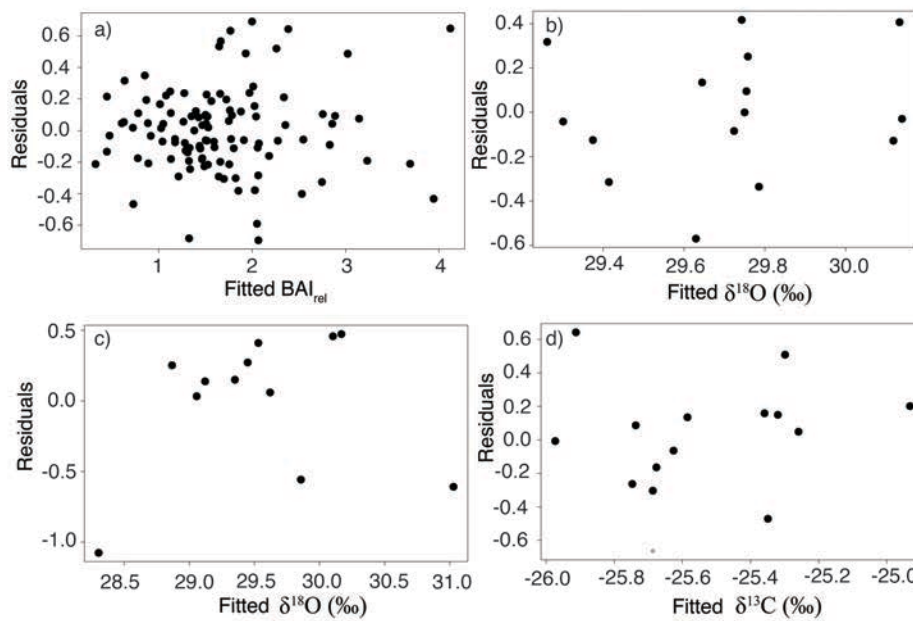 a)
Residuals
0.6
0.4
0.2
0.0
-0.2
-0.4
-0.6
1 2 3 4
Fitted BAIrel
b)
Residuals
0.4
0.2
0.0
-0.2
-0.4
-0.6
29.4 29.6 29.8 30.0
Fitted δ¹⁸O (‰)
c)
Residuals
0.5
0.0
-0.5
-1.0
28.5 29.0 29.5 30.0 30.5 31.0
Fitted δ¹⁸O (‰)
d)
Residuals
0.6
0.4
0.2
0.0
-0.2
-0.4
-0.6
-26.0 -25.8 -25.6 -25.4 -25.2 -25.0
Fitted δ¹³C (‰)